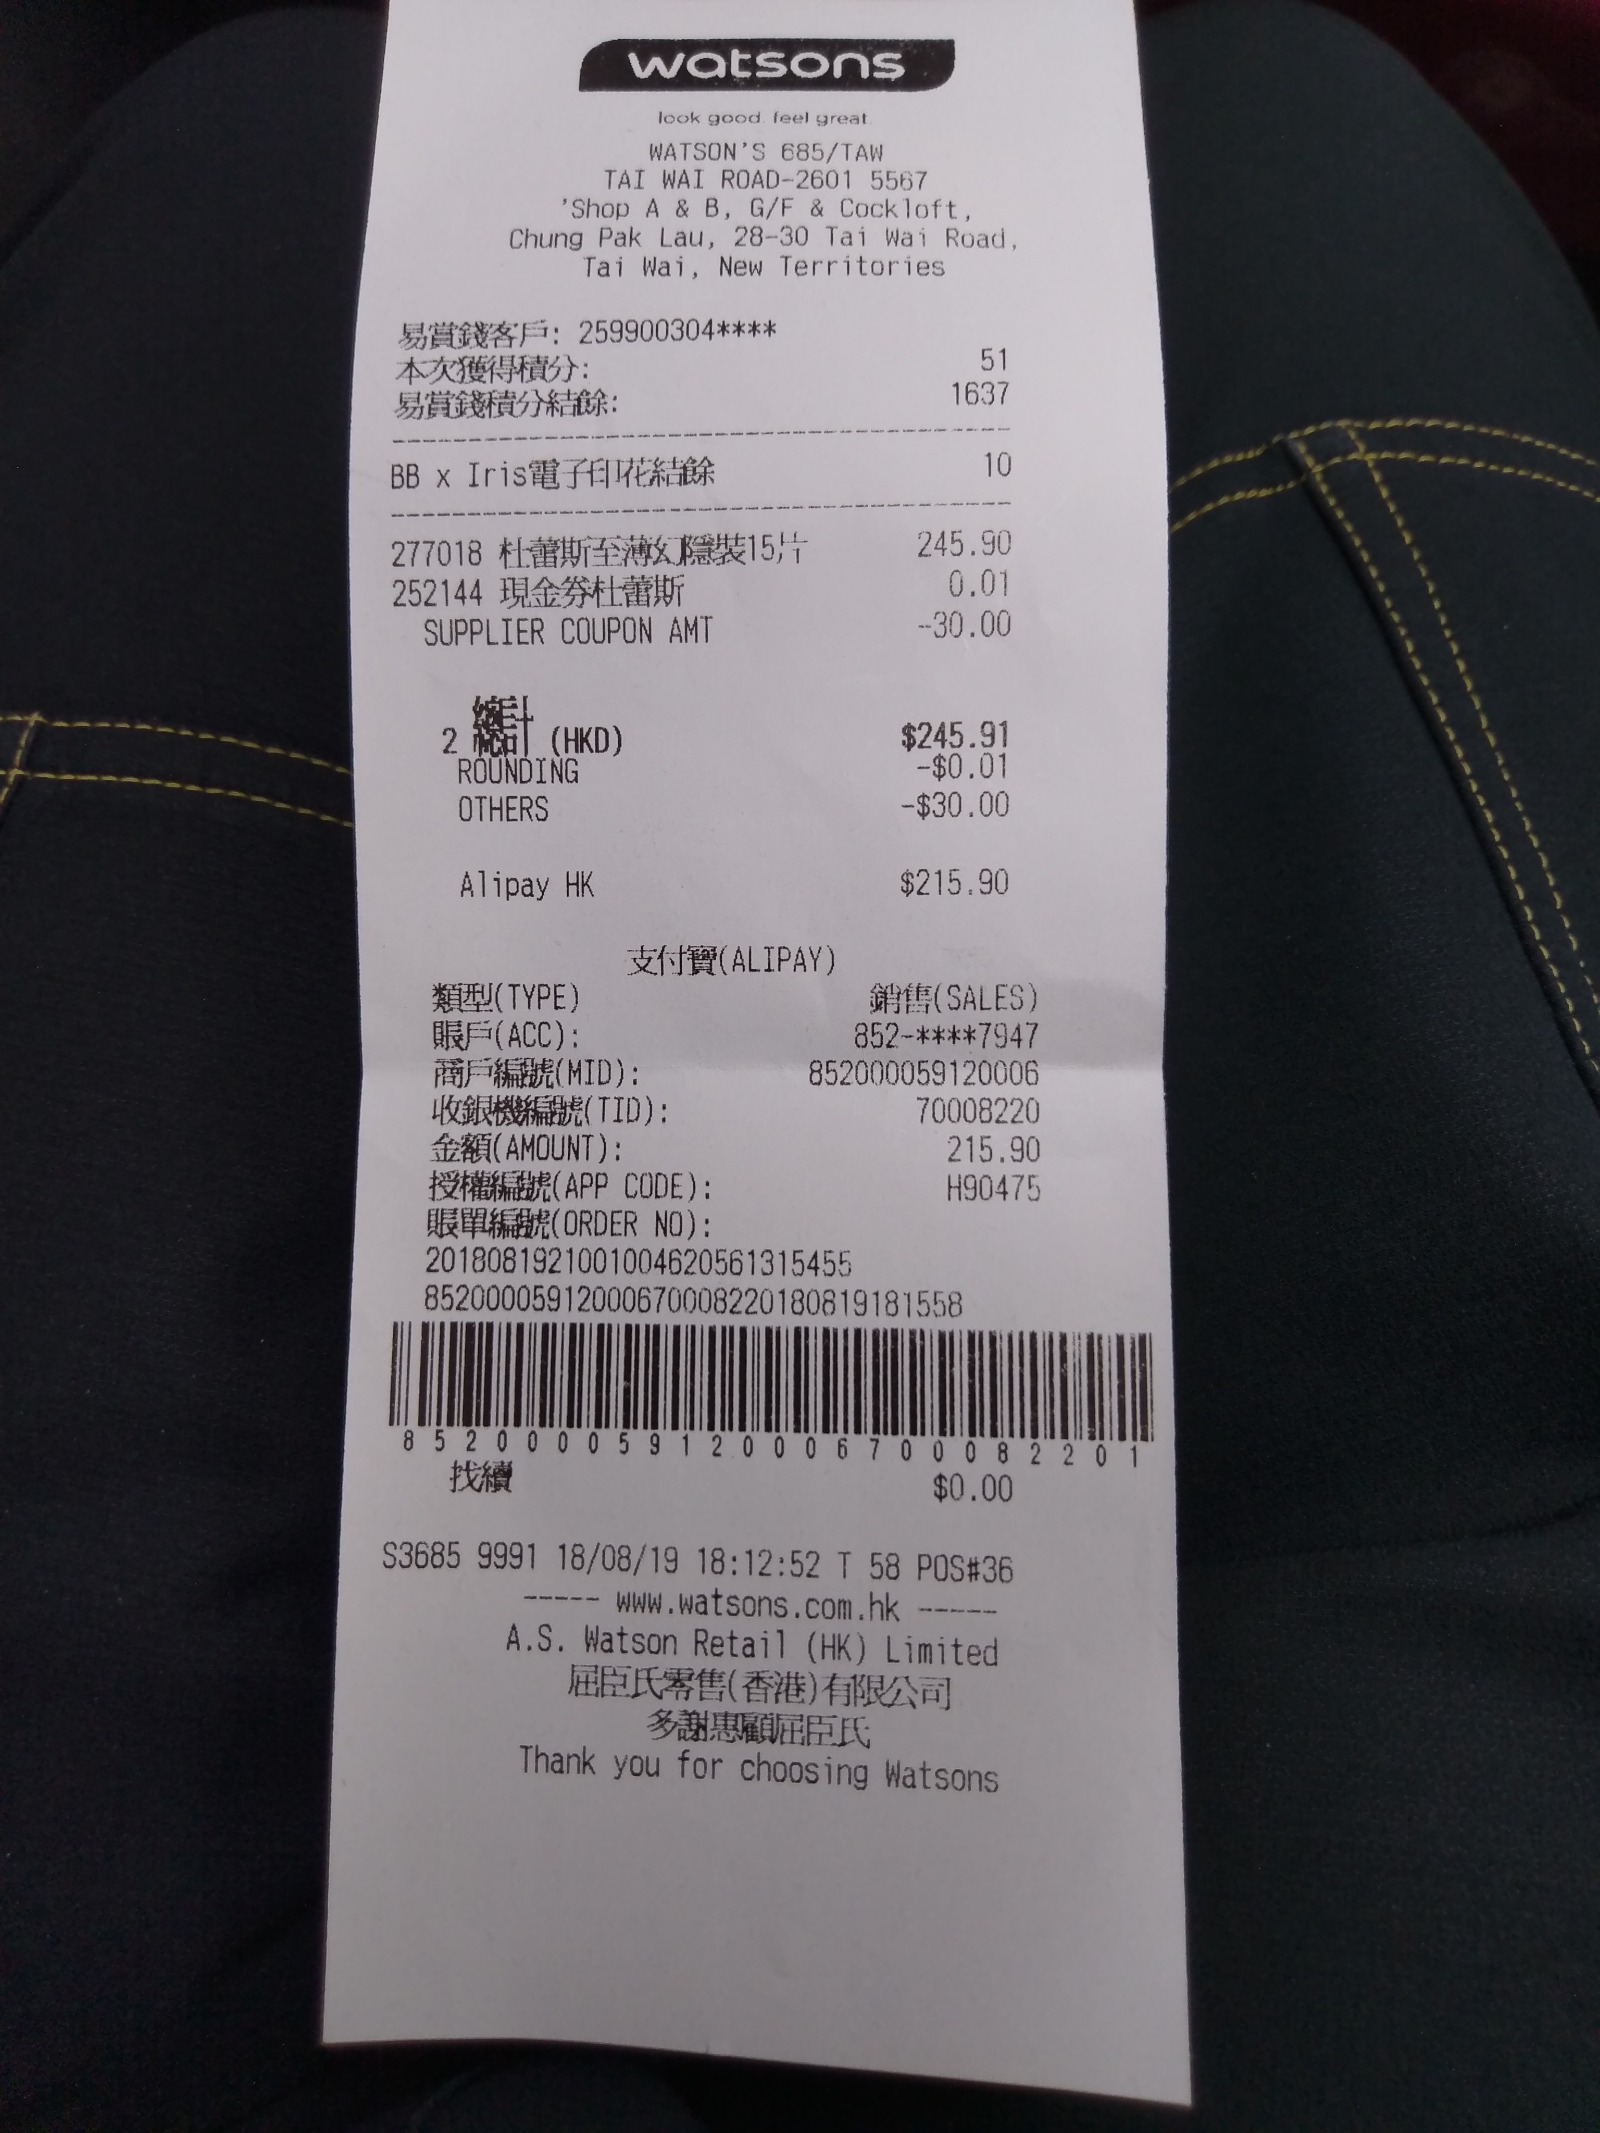 watsons
look good. feel great.
WATSON'S 685/TAW
TAI WAI ROAD-2601 5567
'Shop A & B, G/F & Cockloft,
Chung Pak Lau, 28-30 Tai Wai Road,
Tai Wai, New Territories
易賞錢客戶: 259900304****
本次獲得積分: 51
易賞錢積分結餘: 1637
BB x Iris電子印花結餘 10
277018 杜蕾斯至薄幻隱裝15片 245.90
252144 現金券杜蕾斯 0.01
SUPPLIER COUPON AMT -30.00
2 總計 (HKD) $245.91
ROUNDING -$0.01
OTHERS -$30.00
Alipay HK $215.90
支付寶(ALIPAY)
類型(TYPE) 銷售(SALES)
賬戶(ACC): 852-****7947
商戶編號(MID): 852000059120006
收銀機編號(TID): 70008220
金額(AMOUNT): 215.90
授權編號(APP CODE): H90475
賬單編號(ORDER NO):
2018081921001004620561315455
85200005912000670008220180819181558
852000059120006700082201
找續 $0.00
S3685 9991 18/08/19 18:12:52 T 58 POS#36
----- www.watsons.com.hk -----
A.S. Watson Retail (HK) Limited
屈臣氏零售(香港)有限公司
多謝惠顧屈臣氏
Thank you for choosing Watsons